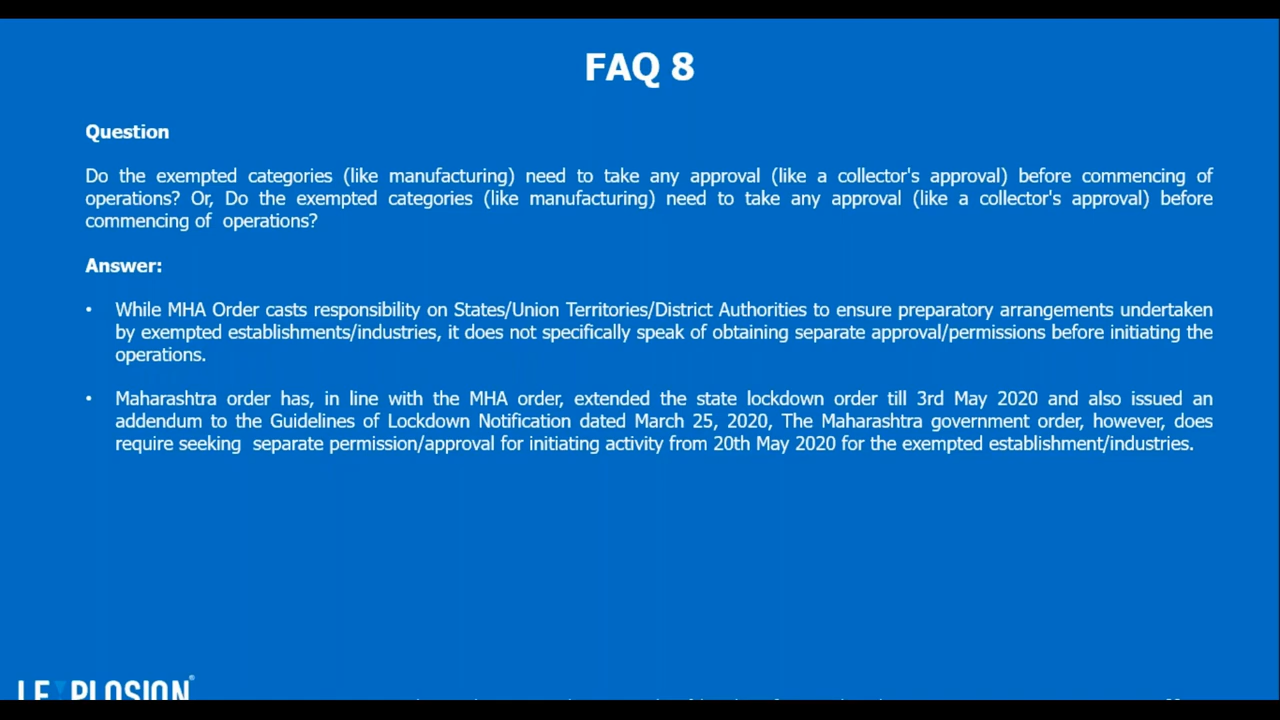 FAQ 8
Question
Do the exempted categories (like manufacturing) need to take any approval (like a collector's approval) before commencing of
operations? Or, Do the exempted categories (like manufacturing) need to take any approval (like a collector's approval) before
commencing of operations?
Answer:
• While MHA Order casts responsibility on States/Union Territories/District Authorities to ensure preparatory arrangements undertaken
by exempted establishments/industries, it does not specifically speak of obtaining separate approval/permissions before initiating the
operations.
• Maharashtra order has, in line with the MHA order, extended the state lockdown order till 3rd May 2020 and also issued an
addendum to the Guidelines of Lockdown Notification dated March 25, 2020, The Maharashtra government order, however, does
require seeking separate permission/approval for initiating activity from 20th May 2020 for the exempted establishment/industries.
LEXPLOSION®